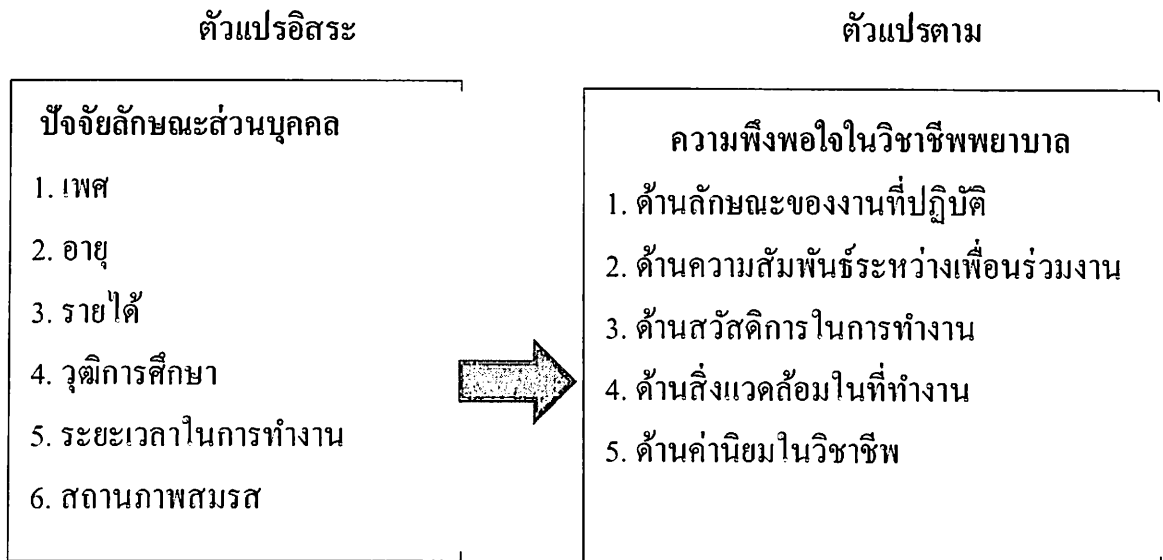 ตัวแปรอิสระ
ตัวแปรตาม
ปัจจัยลักษณะส่วนบุคคล
1. เพศ
2. อายุ
3. รายได้
4. วุฒิการศึกษา
5. ระยะเวลาในการทำงาน
6. สถานภาพสมรส
ความพึงพอใจในวิชาชีพพยาบาล
1. ด้านลักษณะของงานที่ปฏิบัติ
2. ด้านความสัมพันธ์ระหว่างเพื่อนร่วมงาน
3. ด้านสวัสดิการในการทำงาน
4. ด้านสิ่งแวดล้อมในที่ทำงาน
5. ด้านค่านิยมในวิชาชีพ